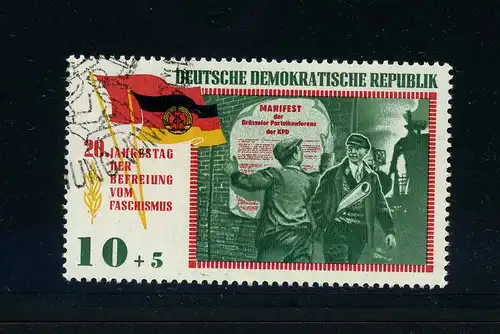 DEUTSCHE DEMOKRATISCHE REPUBLIK
MANIFEST
der
Brüsseler Parteikonferenz
der KPD
20. JAHRESTAG
DER
BEFREIUNG
VOM
FASCHISMUS
10 + 5